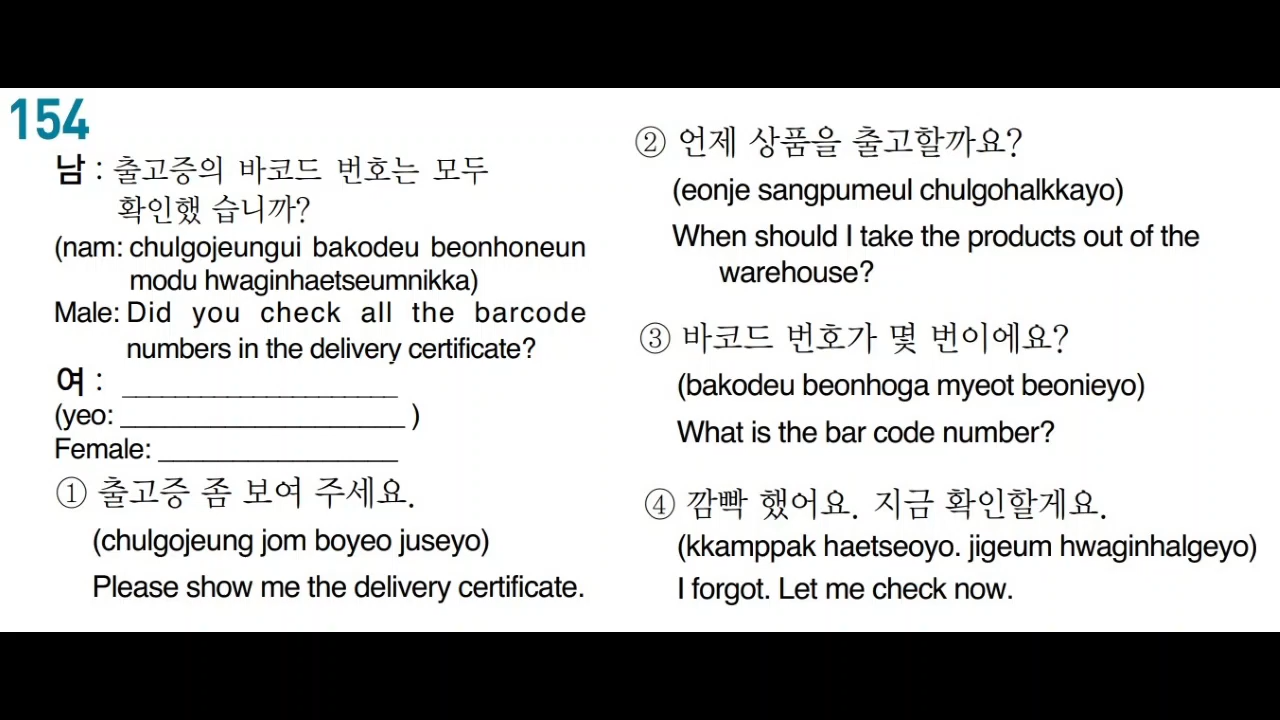 154
남 : 출고증의 바코드 번호는 모두
확인했 습니까?
(nam: chulgojeungui bakodeu beonhoneun
modu hwaginhaetseumnikka)
Male: Did you check all the barcode
numbers in the delivery certificate?
여 : ____________________
(yeo: ____________________ )
Female: ________________
① 출고증 좀 보여 주세요.
(chulgojeung jom boyeo juseyo)
Please show me the delivery certificate.
② 언제 상품을 출고할까요?
(eonje sangpumeul chulgohalkkayo)
When should I take the products out of the
warehouse?
③ 바코드 번호가 몇 번이에요?
(bakodeu beonhoga myeot beonieyo)
What is the bar code number?
④ 깜빡 했어요. 지금 확인할게요.
(kkamppak haetseoyo. jigeum hwaginhalgeyo)
I forgot. Let me check now.